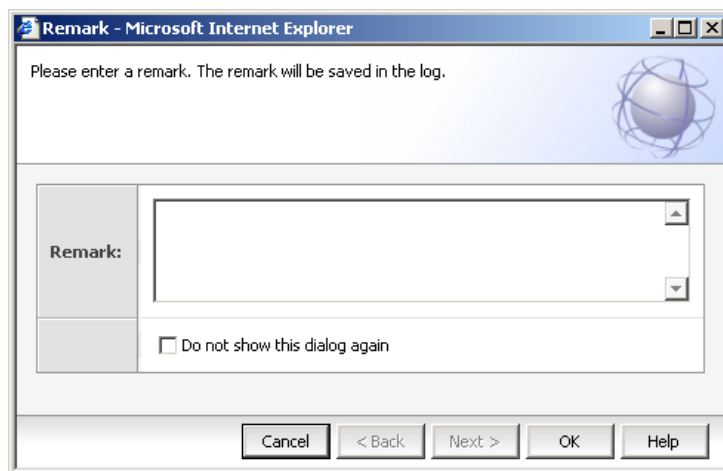 Remark - Microsoft Internet Explorer
Please enter a remark. The remark will be saved in the log.
Remark:
Do not show this dialog again
Cancel
< Back
Next >
OK
Help